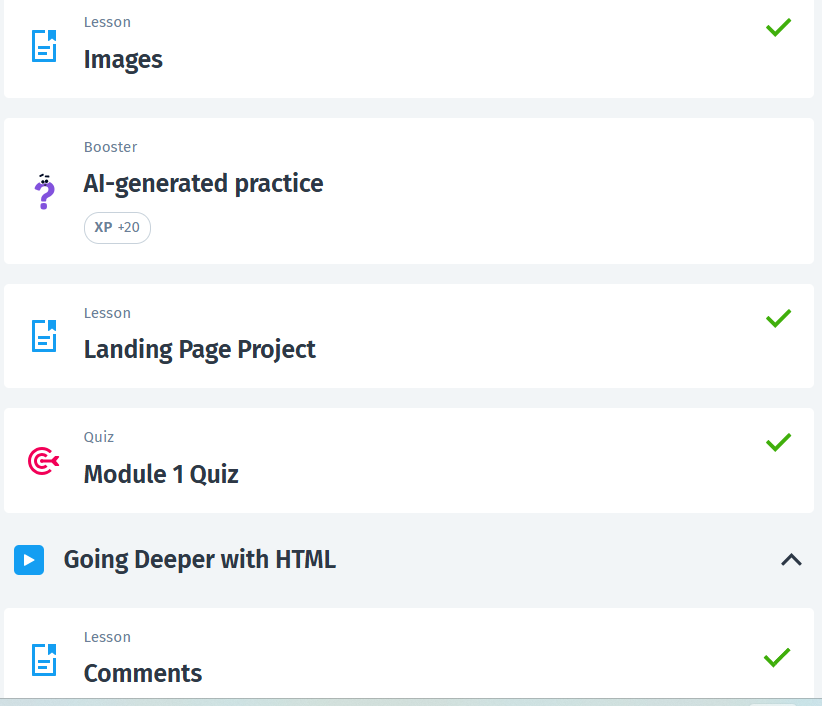 Lesson
Images
Booster
AI-generated practice
XP +20
Lesson
Landing Page Project
Quiz
Module 1 Quiz
Going Deeper with HTML
Lesson
Comments